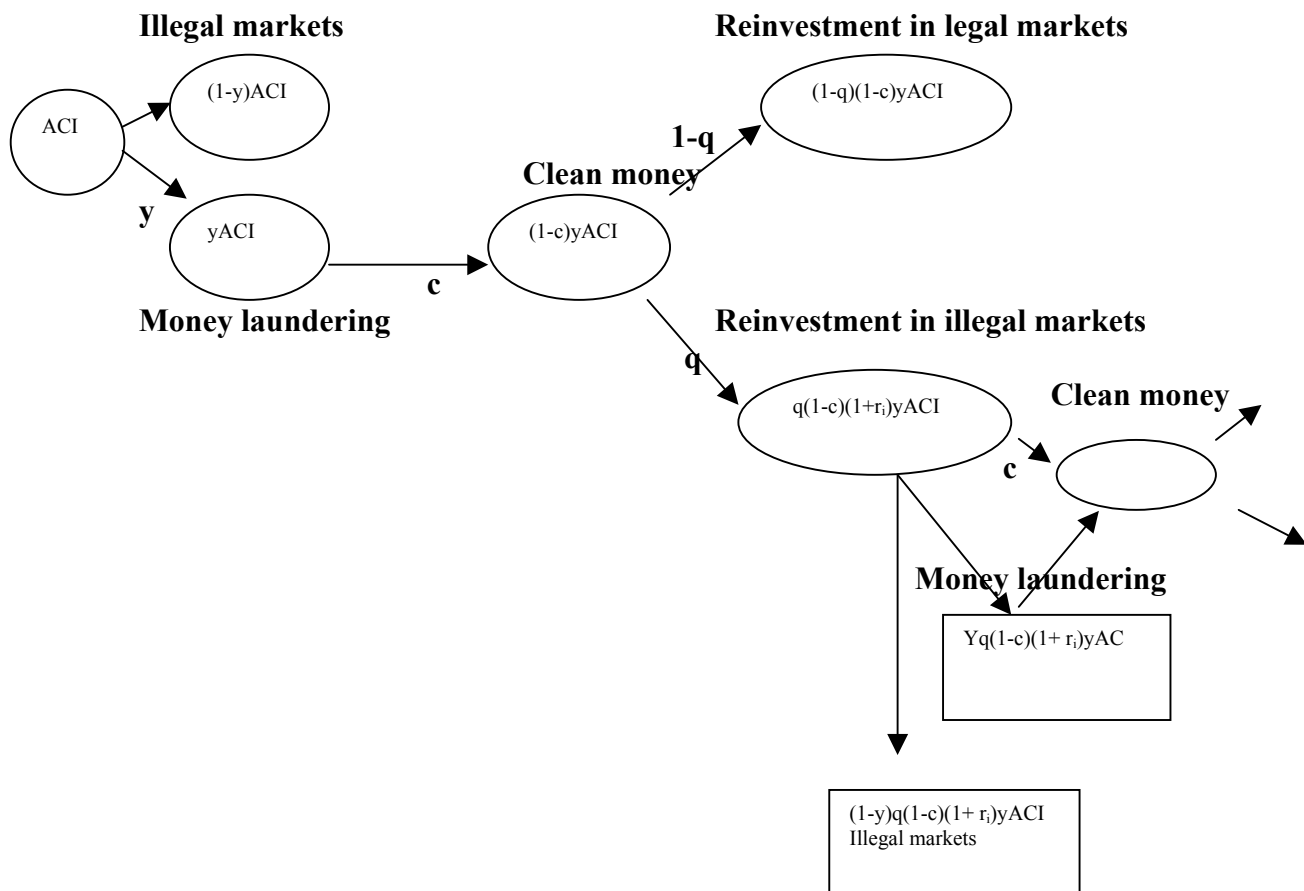 Illegal markets
Reinvestment in legal markets
(1-y)ACI
(1-q)(1-c)yACI
ACI
1-q
Clean money
y
yACI
(1-c)yACI
c
Money laundering
Reinvestment in illegal markets
q
q(1-c)(1+rᵢ)yACI
Clean money
c
Money laundering
Yq(1-c)(1+ rᵢ)yAC
(1-y)q(1-c)(1+ rᵢ)yACI
Illegal markets